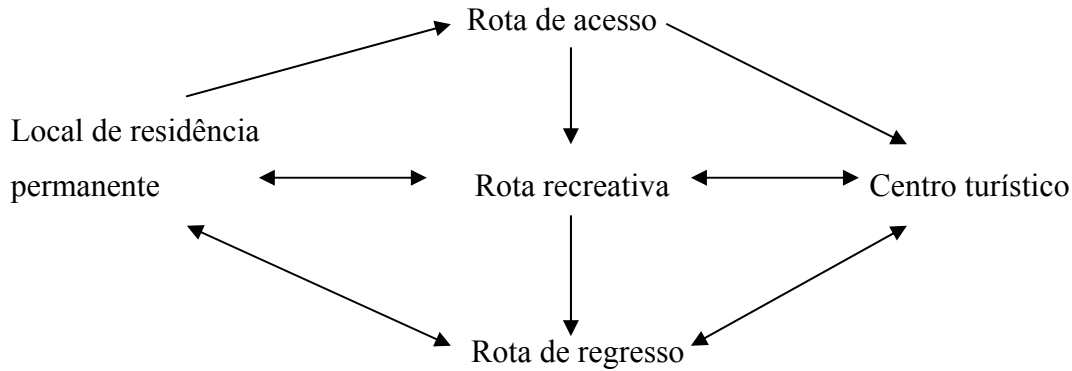 Rota de acesso
Local de residência
permanente
Rota recreativa
Centro turístico
Rota de regresso